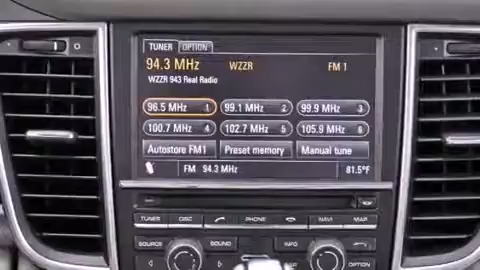 TUNER OPTION
94.3 MHz WZZR FM 1
WZZR 943 Real Radio
96.5 MHz 1 99.1 MHz 2 99.9 MHz 3
100.7 MHz 4 102.7 MHz 5 105.9 MHz 6
Autostore FM1 Preset memory Manual tune
FM 94.3 MHz 81.5°F
TUNER DISC PHONE NAVI MAP
SOURCE SOUND INFO
OPTION